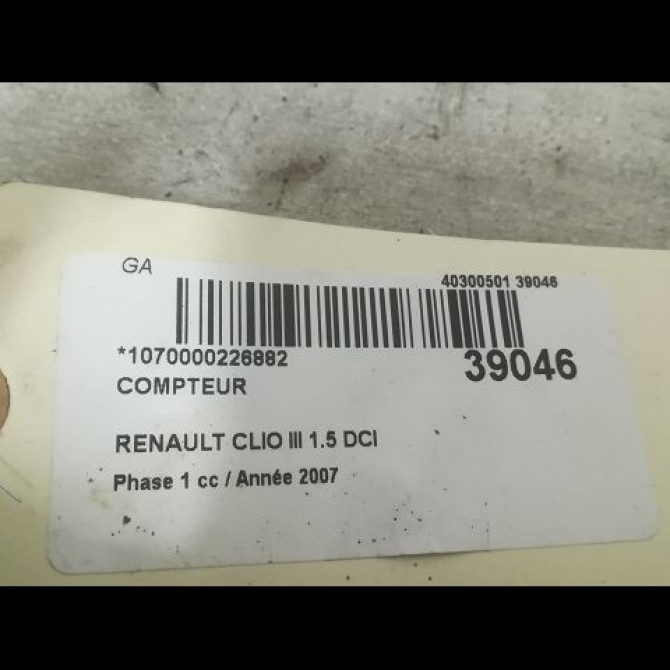 GA
40300501 39046
*1070000226882
39046
COMPTEUR
RENAULT CLIO III 1.5 DCI
Phase 1 cc / Année 2007